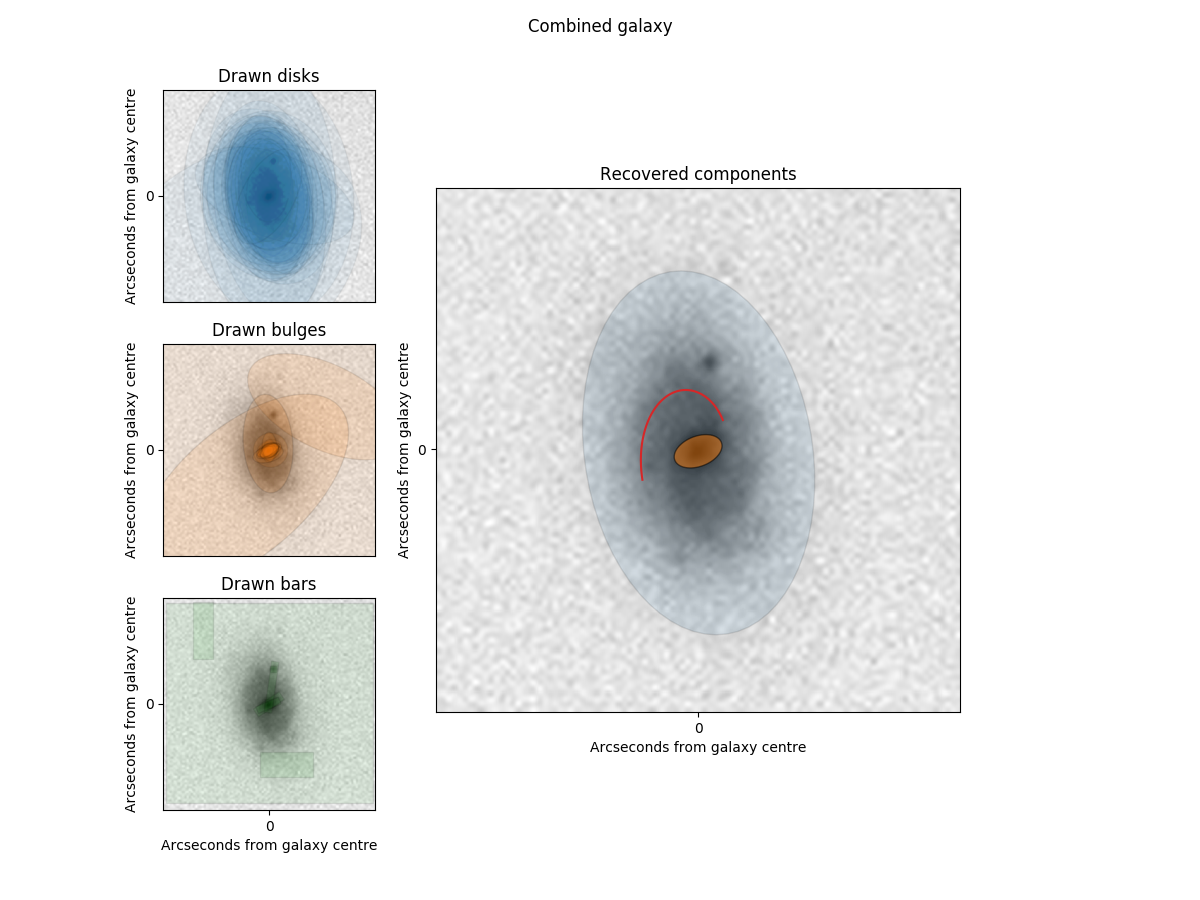 Combined galaxy
Drawn disks
Arcseconds from galaxy centre
0
Drawn bulges
Arcseconds from galaxy centre
0
Drawn bars
Arcseconds from galaxy centre
0
0
Arcseconds from galaxy centre
Recovered components
Arcseconds from galaxy centre
0
0
Arcseconds from galaxy centre